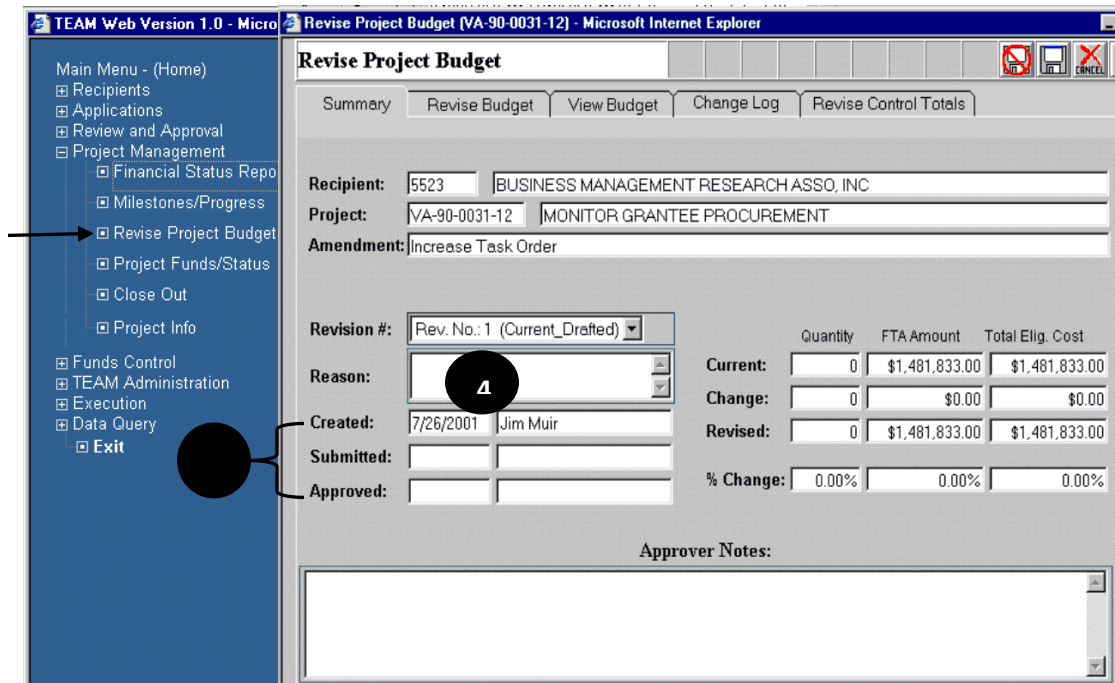 TEAM Web Version 1.0 - Micro
Revise Project Budget (VA-90-0031-12) - Microsoft Internet Explorer
Main Menu - (Home)
Recipients
Applications
Review and Approval
Project Management
Financial Status Repo
Milestones/Progress
Revise Project Budget
Project Funds/Status
Close Out
Project Info
Funds Control
TEAM Administration
Execution
Data Query
Exit
Revise Project Budget
CANCEL
Summary Revise Budget View Budget Change Log Revise Control Totals
Recipient: 5523 BUSINESS MANAGEMENT RESEARCH ASSO, INC
Project: VA-90-0031-12 MONITOR GRANTEE PROCUREMENT
Amendment: Increase Task Order
Revision #: Rev. No.: 1 (Current_Drafted)
Reason: 4
Created: 7/26/2001 Jim Muir
Submitted:
Approved:
Quantity FTA Amount Total Elig. Cost
Current: 0 $1,481,833.00 $1,481,833.00
Change: 0 $0.00 $0.00
Revised: 0 $1,481,833.00 $1,481,833.00
% Change: 0.00% 0.00% 0.00%
Approver Notes: